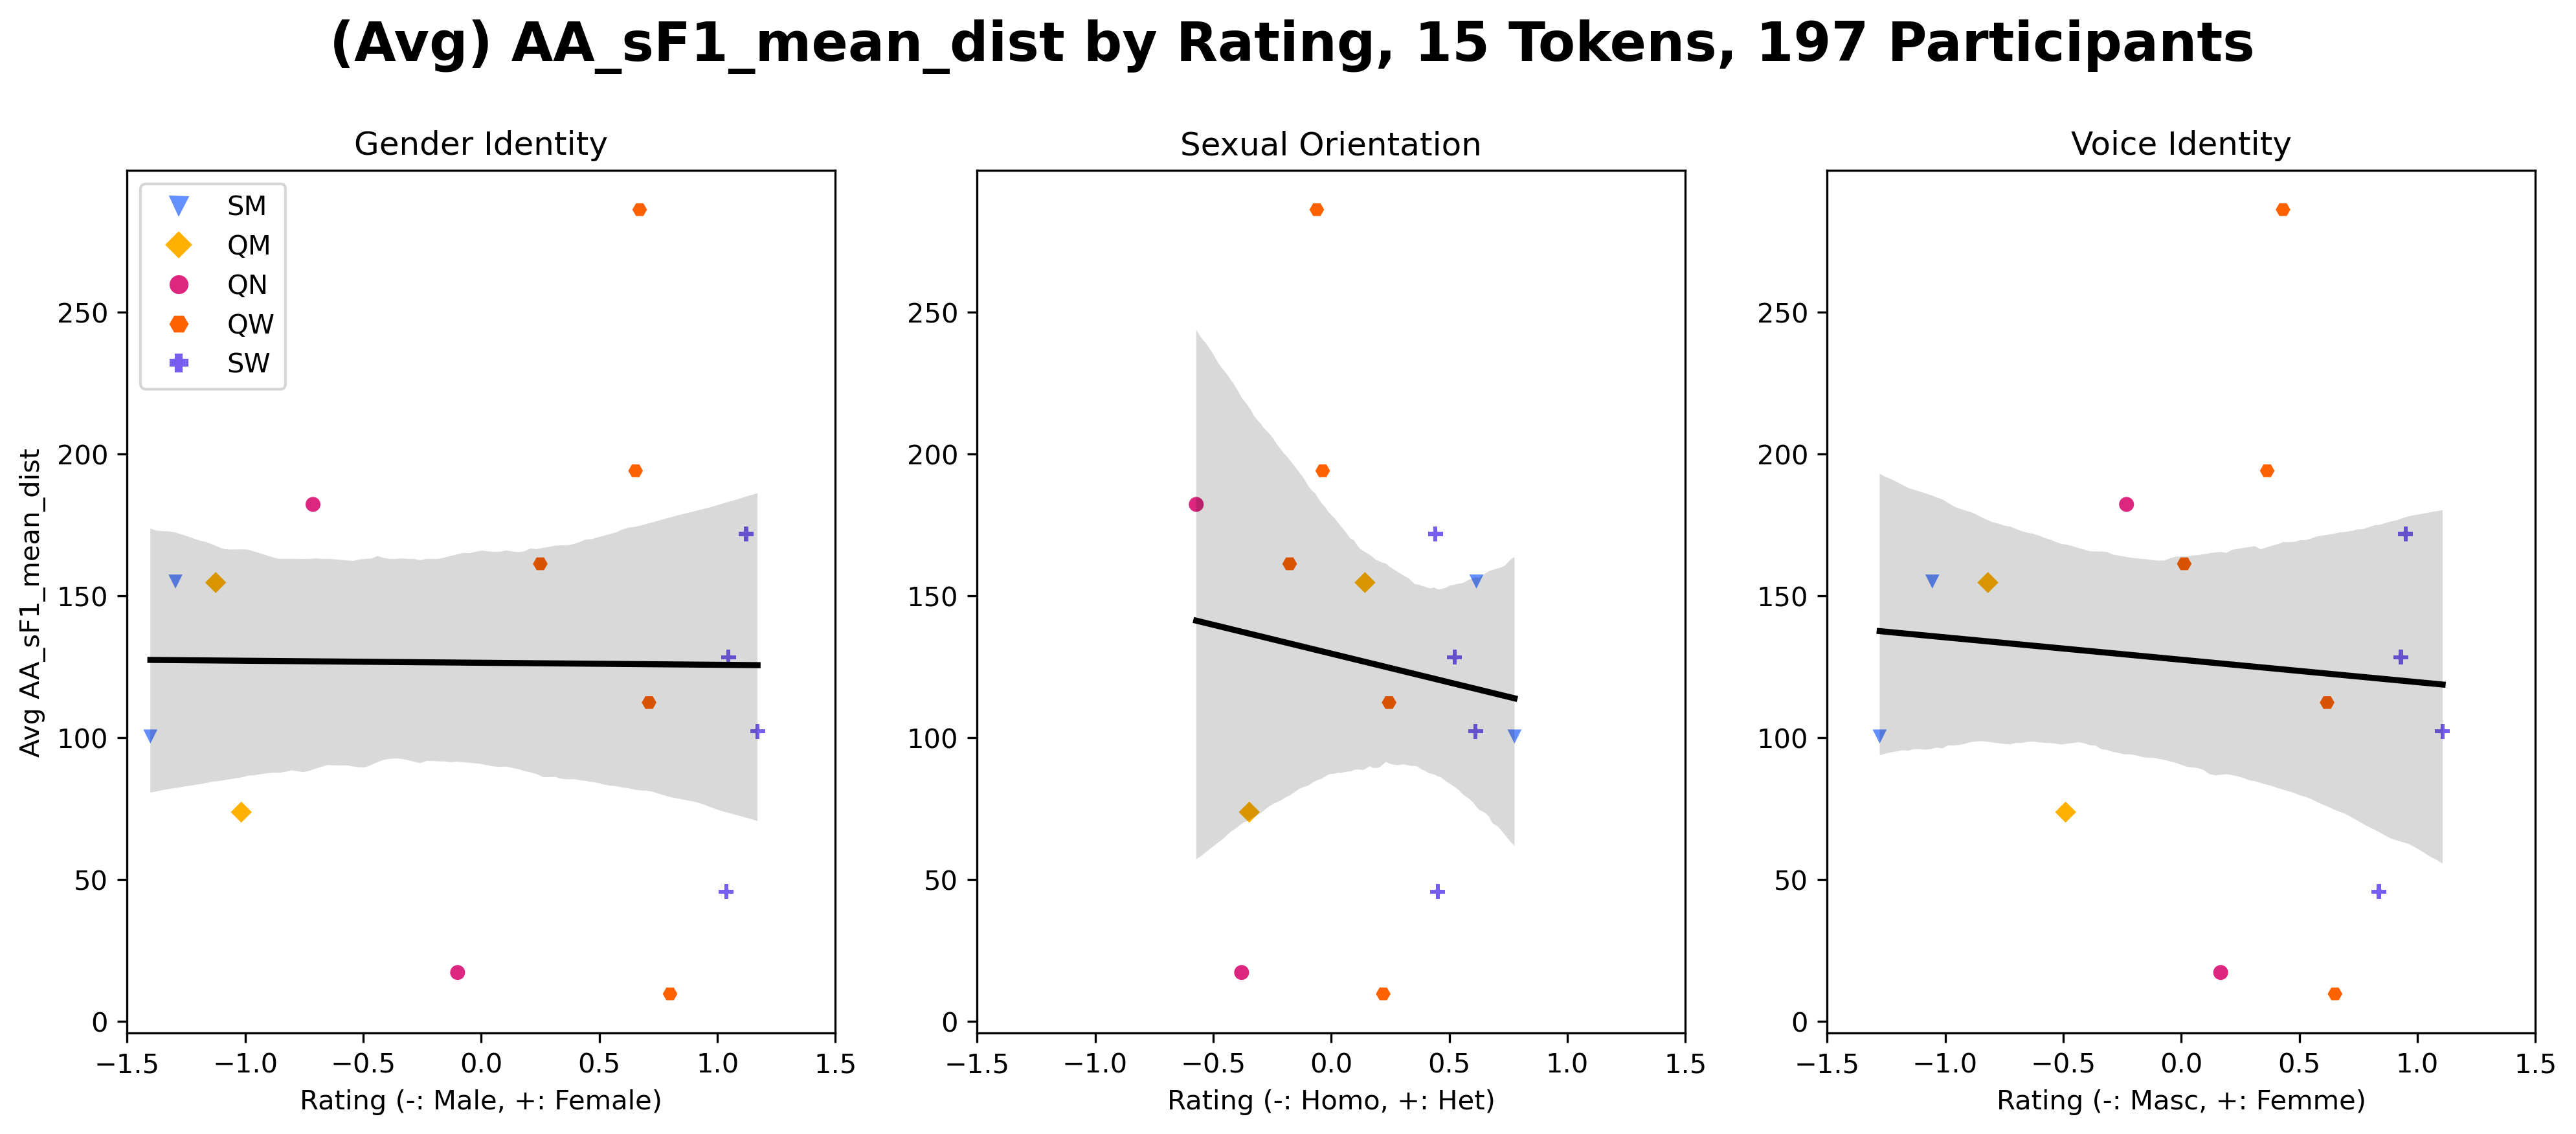 (Avg) AA_sF1_mean_dist by Rating, 15 Tokens, 197 Participants
Gender Identity
SM
QM
QN
QW
SW
Avg AA_sF1_mean_dist
250
200
150
100
50
0
−1.5 −1.0 −0.5 0.0 0.5 1.0 1.5
Rating (-: Male, +: Female)
Sexual Orientation
250
200
150
100
50
0
−1.5 −1.0 −0.5 0.0 0.5 1.0 1.5
Rating (-: Homo, +: Het)
Voice Identity
250
200
150
100
50
0
−1.5 −1.0 −0.5 0.0 0.5 1.0 1.5
Rating (-: Masc, +: Femme)